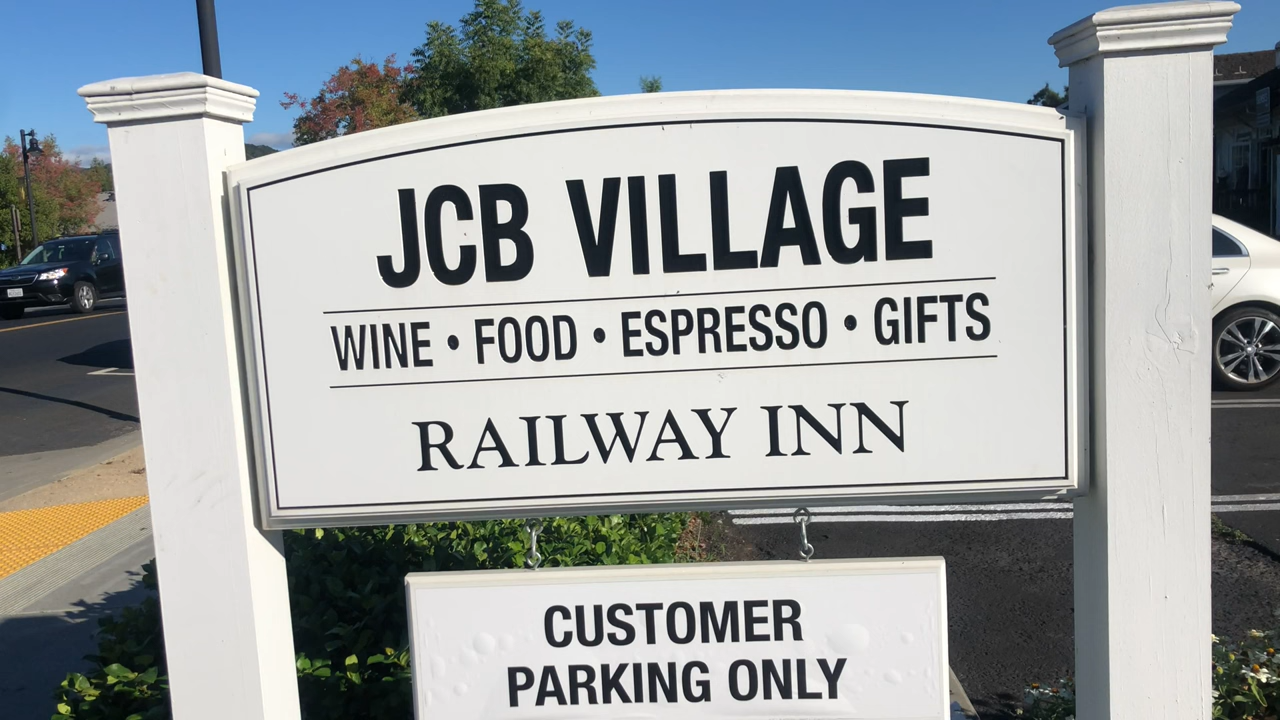 JCB VILLAGE
WINE • FOOD • ESPRESSO • GIFTS
RAILWAY INN
CUSTOMER
PARKING ONLY